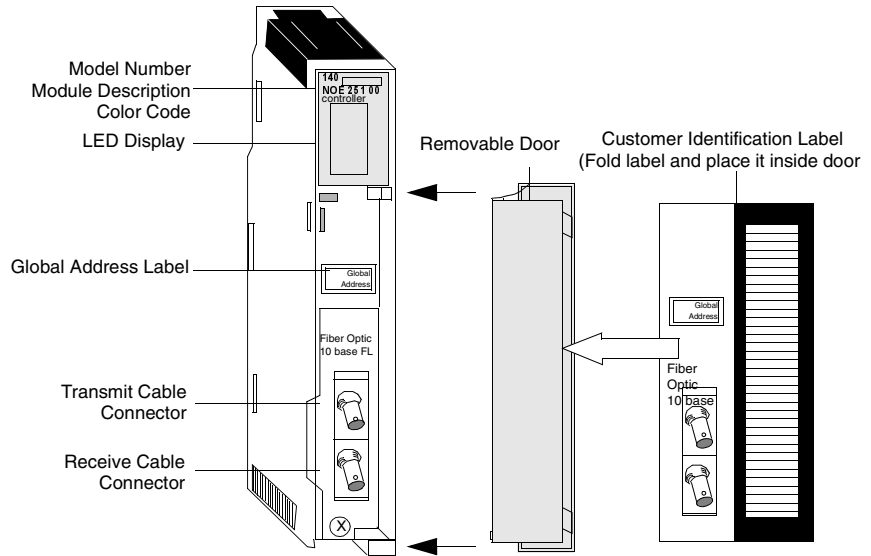 Model Number
Module Description
Color Code
LED Display
Global Address Label
Transmit Cable
Connector
Receive Cable
Connector
140
NOE 251 00
controller
Global
Address
Fiber Optic
10 base FL
X
Removable Door
Customer Identification Label
(Fold label and place it inside door
Global
Address
Fiber
Optic
10 base